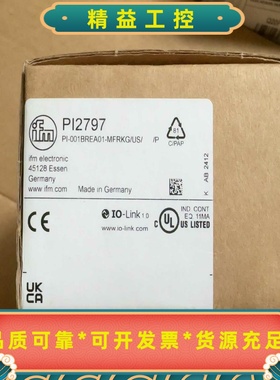 精益工控
ifm
PI2797
PI-001BREA01-MFRKG/US/ /P
81
C/PAP
ifm electronic
45128 Essen
Germany
www.ifm.com
Made in Germany
K AB 2412
CE
IO-Link 1.0
www.io-link.com
C UL US LISTED
IND. CONT
EQ. 11MA
UK
CA
品质可靠*可开发票*货源充足